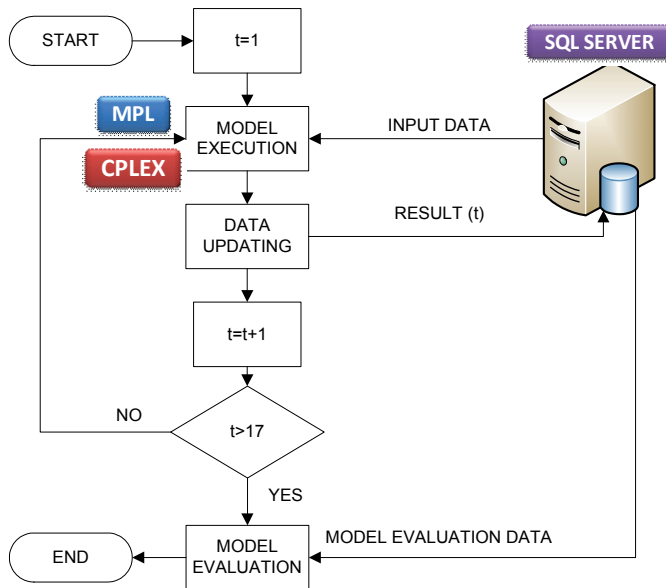 START
t=1
SQL SERVER
MPL
MODEL
EXECUTION
INPUT DATA
CPLEX
DATA
UPDATING
RESULT (t)
t=t+1
NO
t>17
YES
END
MODEL
EVALUATION
MODEL EVALUATION DATA